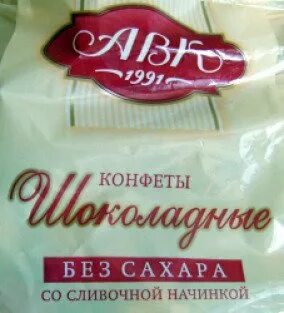 АВК
1991
КОНФЕТЫ
Шоколадные
БЕЗ САХАРА
СО СЛИВОЧНОЙ НАЧИНКОЙ